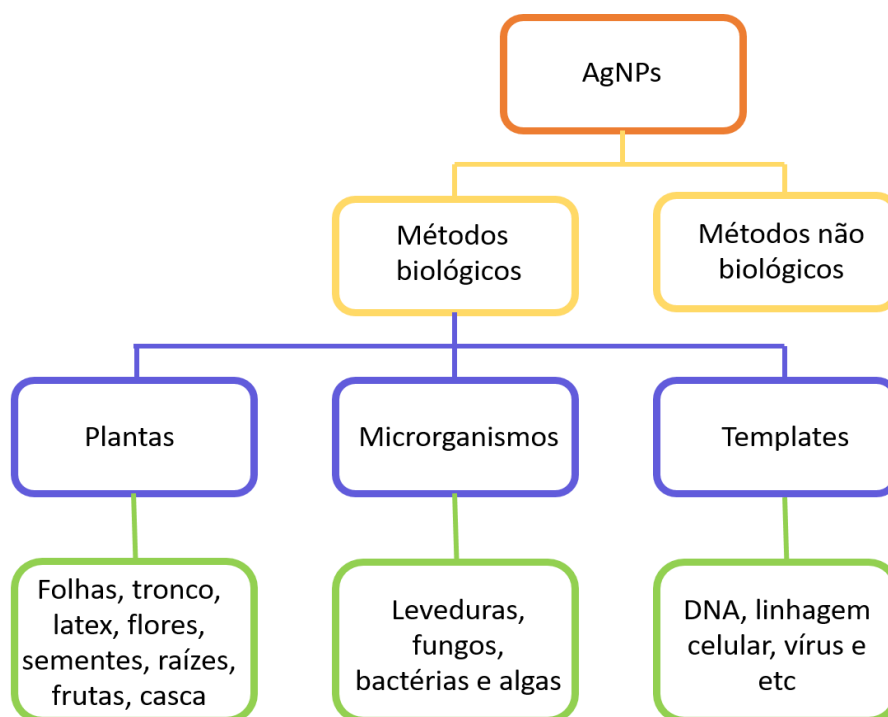 AgNPs
Métodos
biológicos
Métodos não
biológicos
Plantas
Microrganismos
Templates
Folhas, tronco,
latex, flores,
sementes, raízes,
frutas, casca
Leveduras,
fungos,
bactérias e algas
DNA, linhagem
celular, vírus e
etc